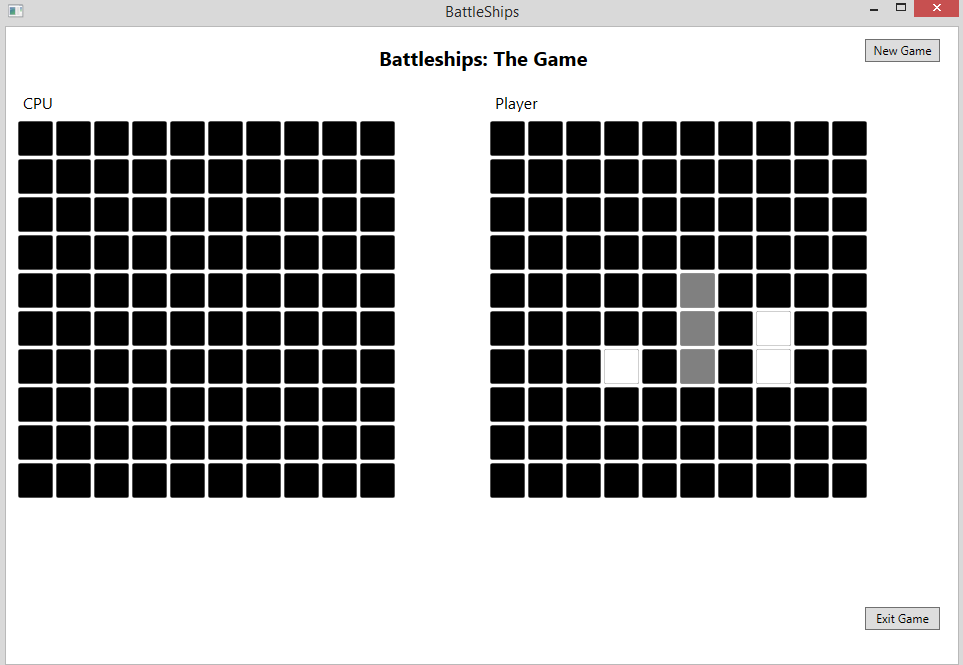 BattleShips
Battleships: The Game
New Game
CPU
Player
Exit Game